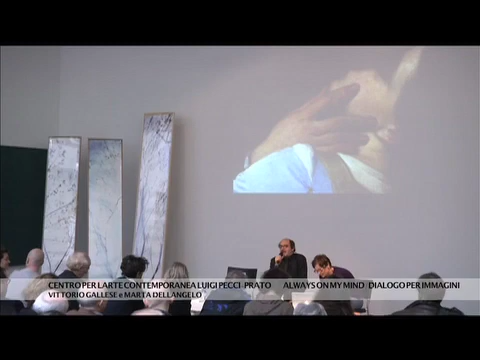 CENTRO PER LARTE CONTEMPORANEA LUIGI PECCI PRATO ALWAYS ON MY MIND DIALOGO PER IMMAGINI
VITTORIO GALLESE e MARTA DELLANGELO